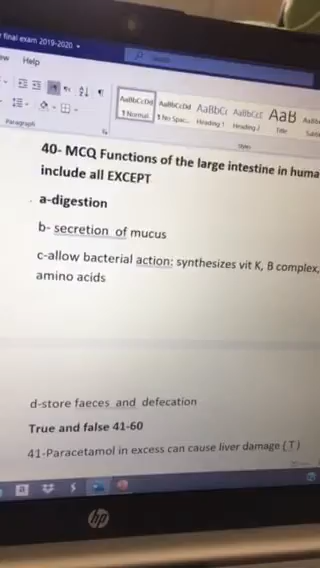 final exam 2019-2020
ew Help
Paragraph
AaBbCcDd AaBbCcDd AaBbCc AaBbCcE AaB
¶ Normal ¶ No Spac... Heading 1 Heading 2 Title
Styles
40- MCQ Functions of the large intestine in huma
include all EXCEPT
a-digestion
b- secretion of mucus
c-allow bacterial action; synthesizes vit K, B complex,
amino acids
d-store faeces and defecation
True and false 41-60
41-Paracetamol in excess can cause liver damage (T)
a
hp